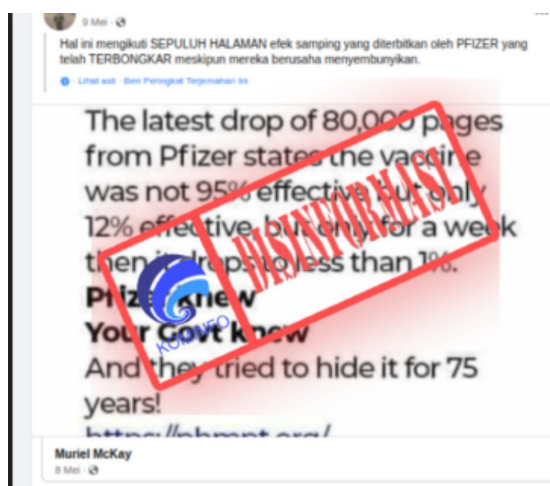 9 Mei ·
Hal ini mengikuti SEPULUH HALAMAN efek samping yang diterbitkan oleh PFIZER yang
telah TERBONGKAR meskipun mereka berusaha menyembunyikan.
· Lihat asli · Beri Peringkat Terjemahan Ini
The latest drop of 80,000 pages
from Pfizer states the vaccine
was not 95% effective but only
12% effective, but only for a week
then it drops to less than 1%.
Pfizer knew
Your Govt knew
And they tried to hide it for 75
years!
https://phmpt.org/
DISINFORMASI
KOMINFO
Muriel McKay
8 Mei ·